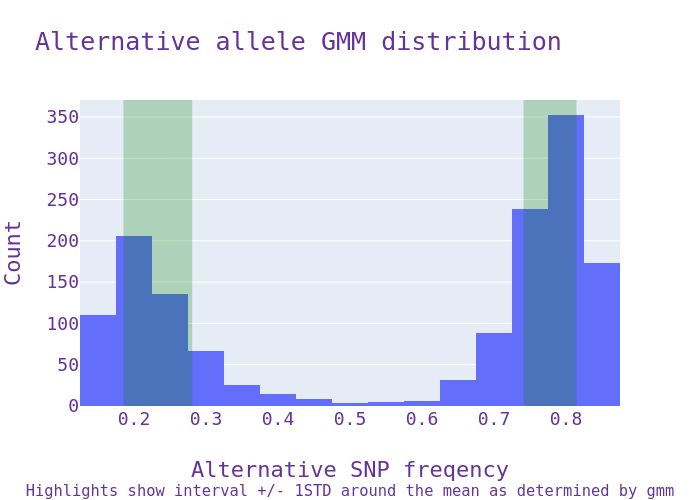 Alternative allele GMM distribution
350
300
250
200
150
100
50
0
Count
0.2 0.3 0.4 0.5 0.6 0.7 0.8
Alternative SNP freqency
Highlights show interval +/- 1STD around the mean as determined by gmm